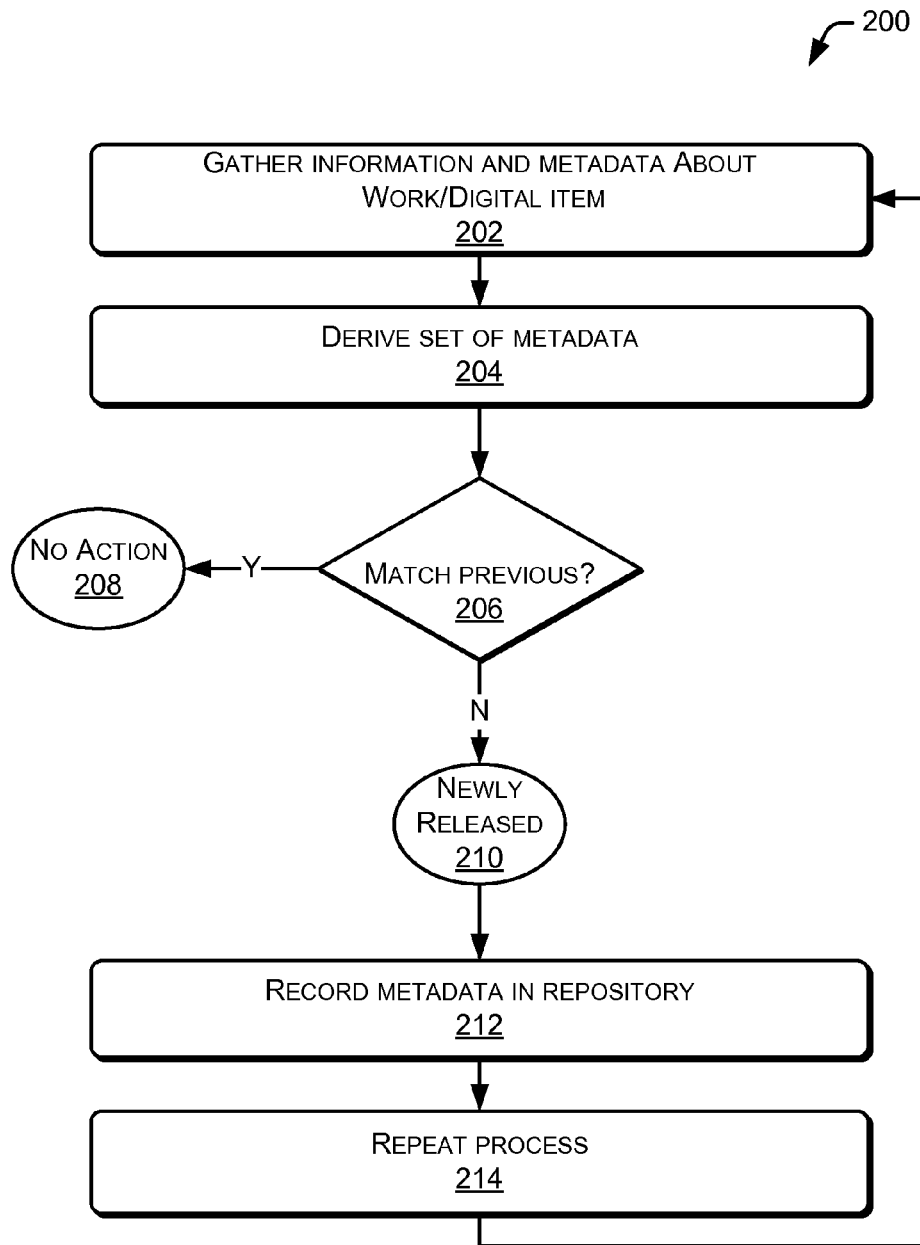 200
GATHER INFORMATION AND METADATA ABOUT
WORK/DIGITAL ITEM
202
DERIVE SET OF METADATA
204
NO ACTION
208
Y
MATCH PREVIOUS?
206
N
NEWLY
RELEASED
210
RECORD METADATA IN REPOSITORY
212
REPEAT PROCESS
214